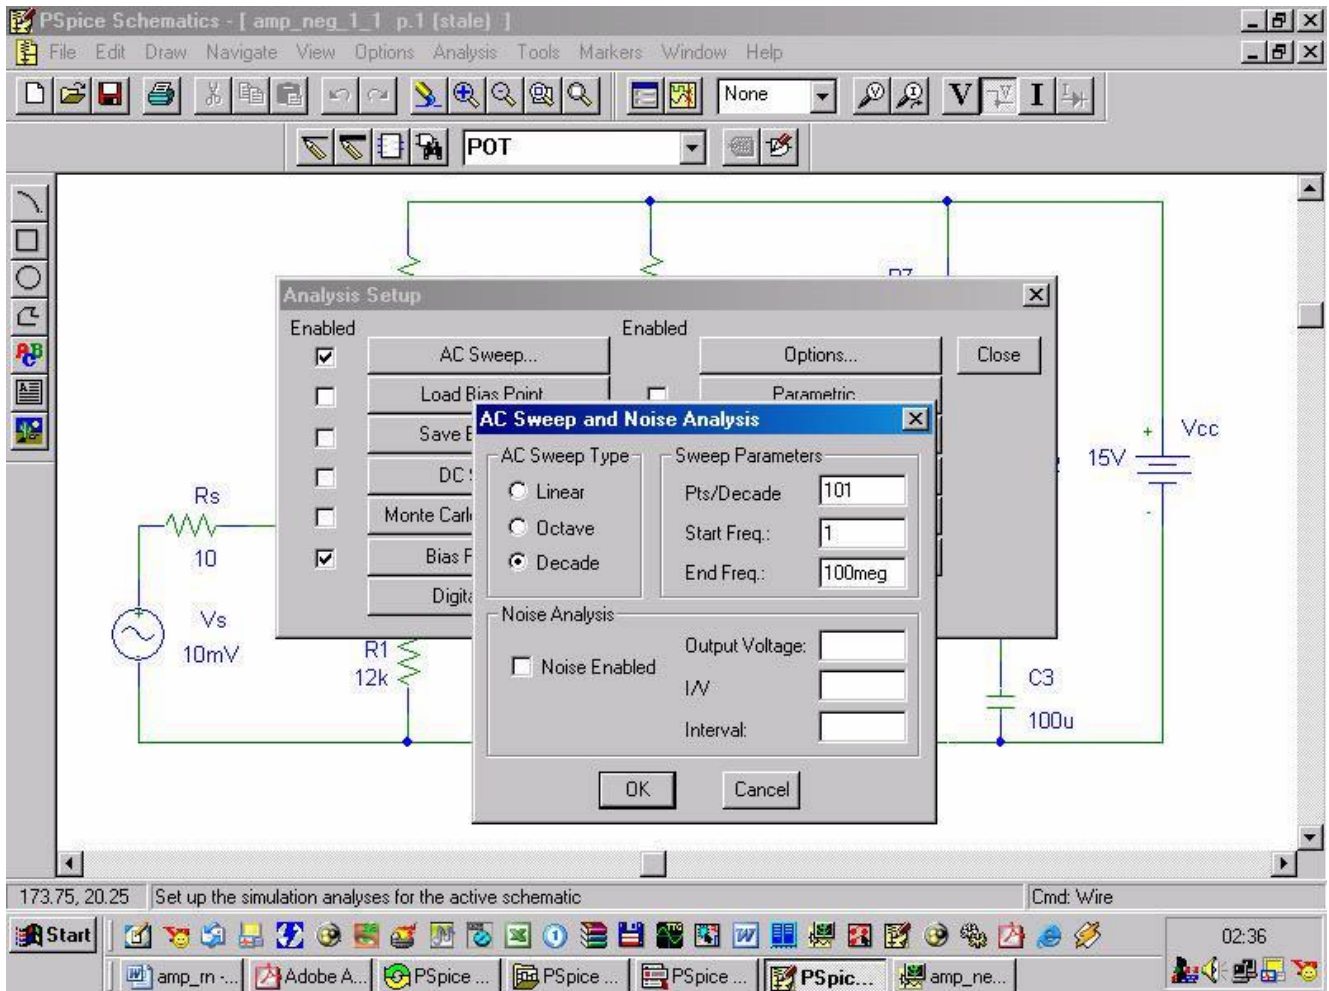 PSpice Schematics - [ amp_neg_1_1 p.1 (stale) ]
File Edit Draw Navigate View Options Analysis Tools Markers Window Help
None
V I
POT
Analysis Setup
Enabled
Enabled
AC Sweep...
Options...
Close
Load Bias Point
Parametric
Save
DC
Monte
Bias
AC Sweep and Noise Analysis
AC Sweep Type
Linear
Octave
Decade
Sweep Parameters
Pts/Decade 101
Start Freq.: 1
End Freq.: 100meg
Noise Analysis
Noise Enabled
Output Voltage:
I/V
Interval:
OK
Cancel
Rs
10
Vs
10mV
R1
12k
Vcc
15V
+
-
C3
100u
173.75, 20.25
Set up the simulation analyses for the active schematic
Cmd: Wire
Start
02:36
amp_rn -...
Adobe A...
PSpice ...
PSpice ...
PSpice ...
PSpic...
amp_ne...